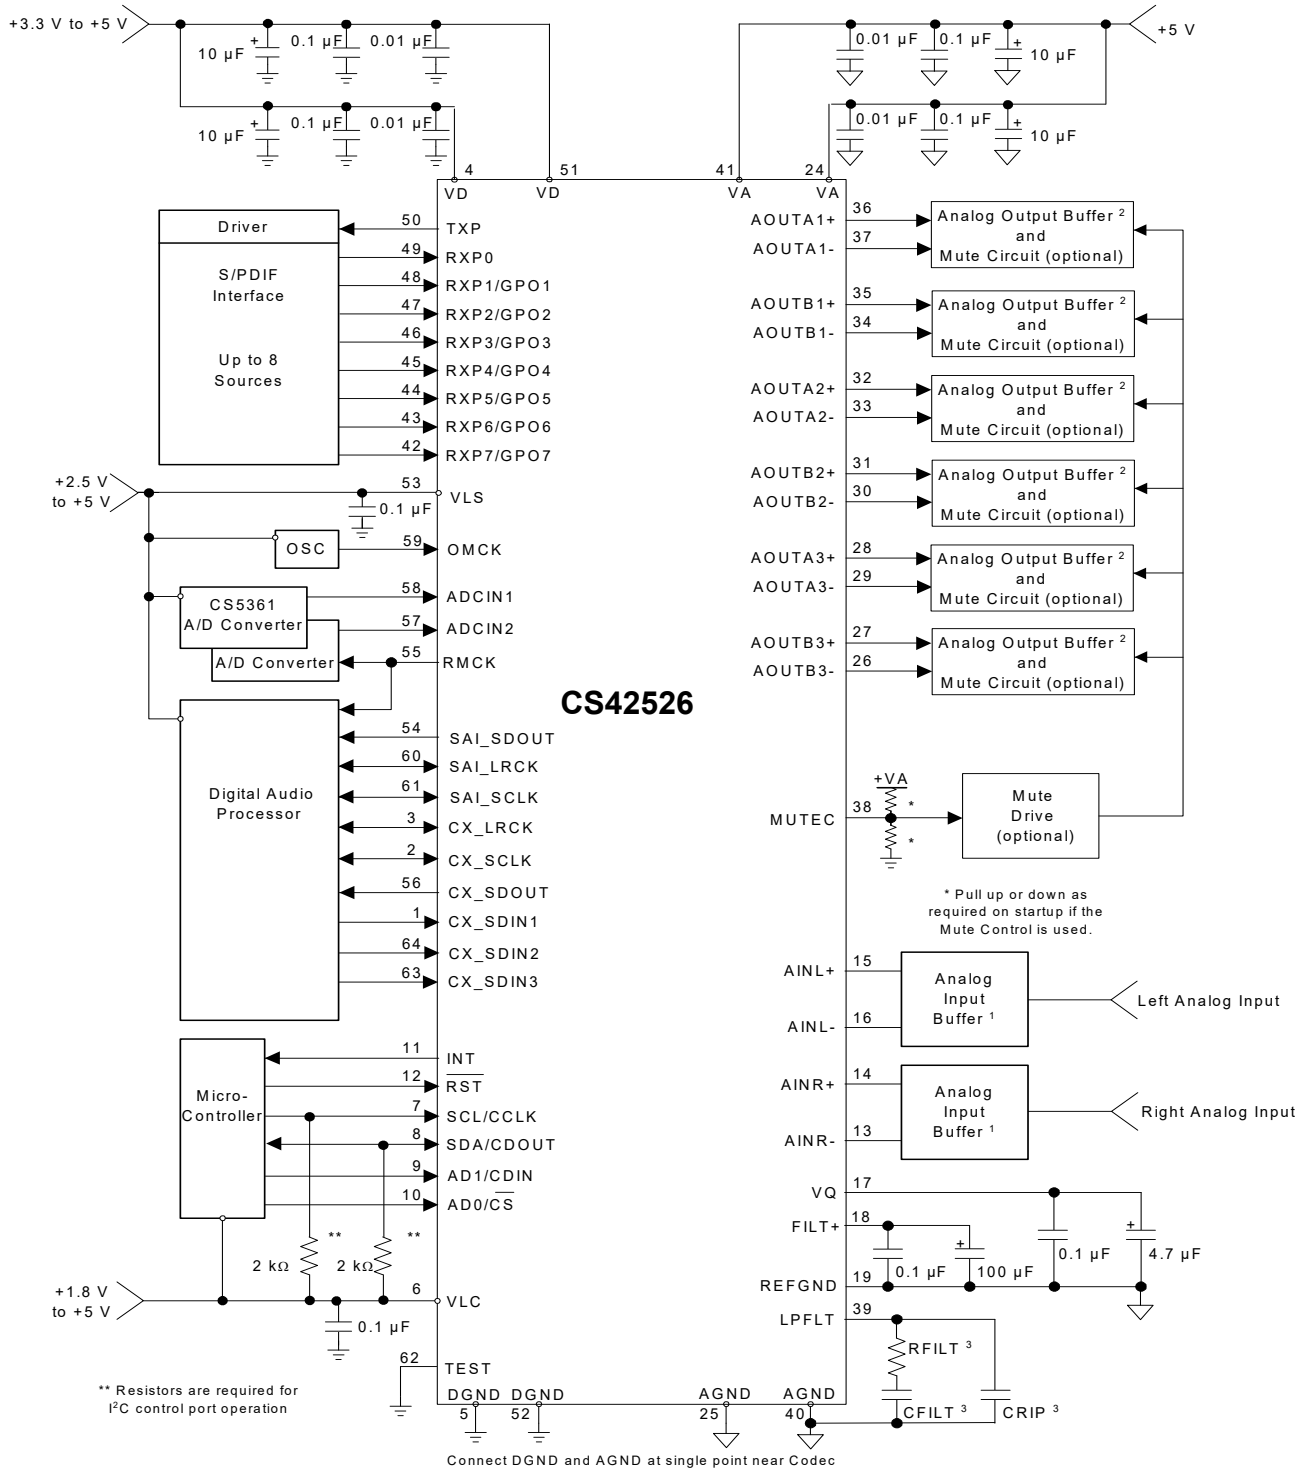 +3.3 V to +5 V
10 µF
+
0.1 µF
0.01 µF
0.01 µF
0.1 µF
+
10 µF
+5 V
10 µF
+
0.1 µF
0.01 µF
0.01 µF
0.1 µF
+
10 µF
4
51
41
24
VD
VD
VA
VA
Driver
S/PDIF
Interface
Up to 8
Sources
50
TXP
49
RXP0
48
RXP1/GPO1
47
RXP2/GPO2
46
RXP3/GPO3
45
RXP4/GPO4
44
RXP5/GPO5
43
RXP6/GPO6
42
RXP7/GPO7
+2.5 V
to +5 V
53
VLS
0.1 µF
OSC
59
OMCK
CS5361
A/D Converter
58
ADCIN1
57
ADCIN2
A/D Converter
55
RMCK
Digital Audio
Processor
54
SAI_SDOUT
60
SAI_LRCK
61
SAI_SCLK
3
CX_LRCK
2
CX_SCLK
56
CX_SDOUT
1
CX_SDIN1
64
CX_SDIN2
63
CX_SDIN3
Micro-
Controller
11
INT
12
RST
7
SCL/CCLK
8
SDA/CDOUT
9
AD1/CDIN
10
AD0/CS
**
2 kΩ
**
2 kΩ
+1.8 V
to +5 V
6
VLC
0.1 µF
62
TEST
** Resistors are required for
I²C control port operation
CS42526
AOUTA1+
36
AOUTA1-
37
Analog Output Buffer ²
and
Mute Circuit (optional)
AOUTB1+
35
AOUTB1-
34
Analog Output Buffer ²
and
Mute Circuit (optional)
AOUTA2+
32
AOUTA2-
33
Analog Output Buffer ²
and
Mute Circuit (optional)
AOUTB2+
31
AOUTB2-
30
Analog Output Buffer ²
and
Mute Circuit (optional)
AOUTA3+
28
AOUTA3-
29
Analog Output Buffer ²
and
Mute Circuit (optional)
AOUTB3+
27
AOUTB3-
26
Analog Output Buffer ²
and
Mute Circuit (optional)
MUTEC
38
+VA
*
*
Mute
Drive
(optional)
* Pull up or down as
required on startup if the
Mute Control is used.
AINL+
15
AINL-
16
Analog
Input
Buffer ¹
Left Analog Input
AINR+
14
AINR-
13
Analog
Input
Buffer ¹
Right Analog Input
VQ
17
FILT+
18
0.1 µF
+
100 µF
0.1 µF
+
4.7 µF
REFGND
19
LPFLT
39
RFILT ³
CFILT ³
CRIP ³
DGND
DGND
AGND
AGND
5
52
25
40
Connect DGND and AGND at single point near Codec